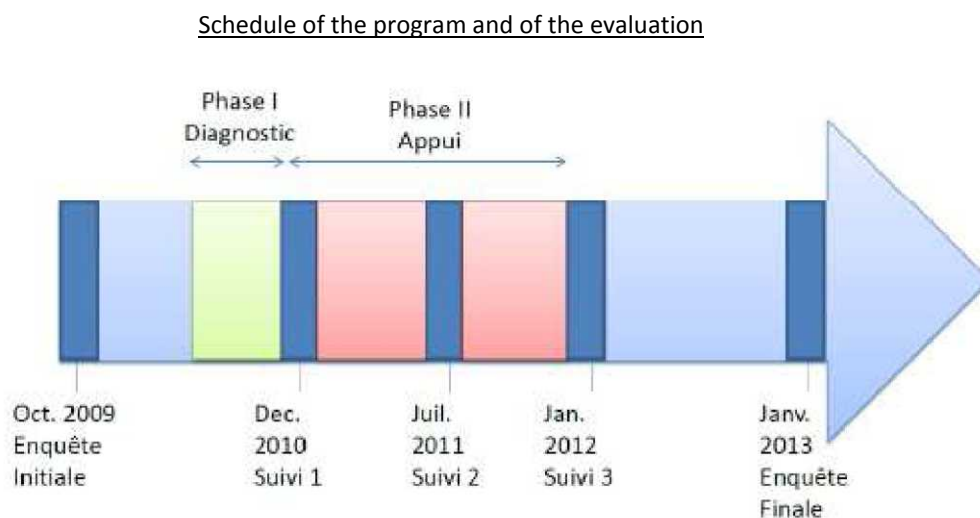 Schedule of the program and of the evaluation
Phase I
Diagnostic
Phase II
Appui
Oct. 2009
Enquête
Initiale
Dec.
2010
Suivi 1
Juil.
2011
Suivi 2
Jan.
2012
Suivi 3
Janv.
2013
Enquête
Finale